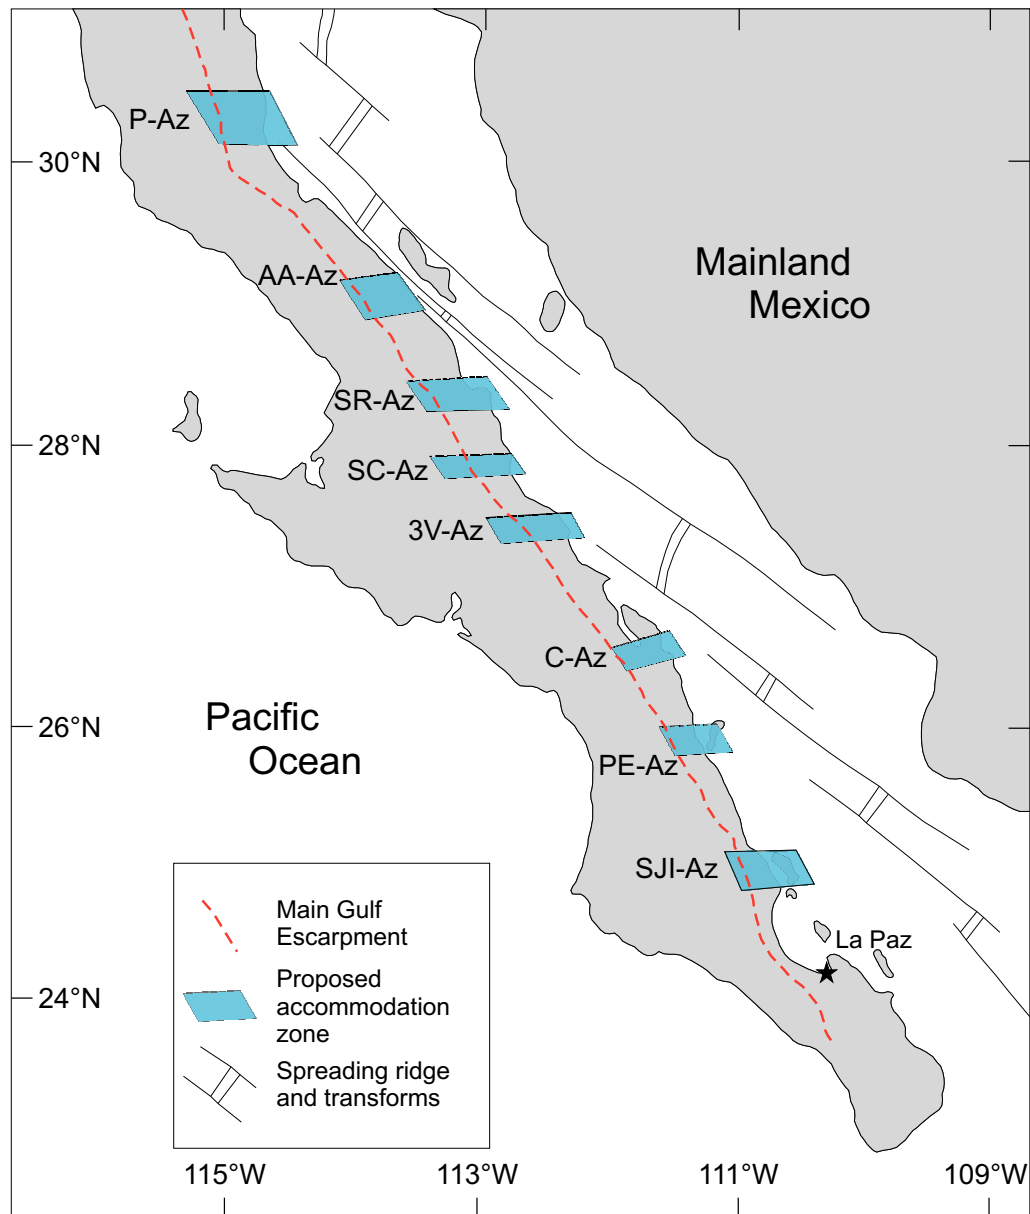 P-Az
30°N
Mainland
Mexico
AA-Az
SR-Az
28°N
SC-Az
3V-Az
C-Az
Pacific
Ocean
26°N
PE-Az
SJI-Az
Main Gulf
Escarpment
La Paz
Proposed
accommodation
zone
24°N
Spreading ridge
and transforms
115°W
113°W
111°W
109°W